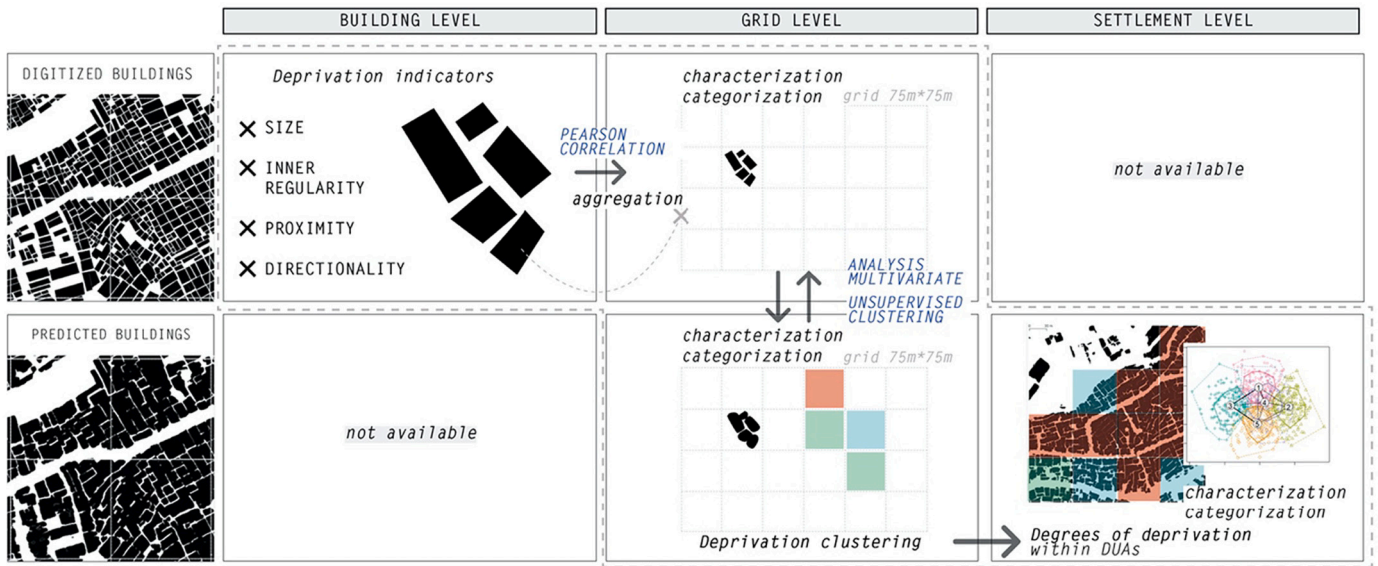 BUILDING LEVEL
GRID LEVEL
SETTLEMENT LEVEL
DIGITIZED BUILDINGS
Deprivation indicators
SIZE
INNER
REGULARITY
PROXIMITY
DIRECTIONALITY
PEARSON
CORRELATION
aggregation
characterization
categorization
grid 75m*75m
not available
ANALYSIS
MULTIVARIATE
UNSUPERVISED
CLUSTERING
PREDICTED BUILDINGS
not available
characterization
categorization
grid 75m*75m
Deprivation clustering
characterization
categorization
Degrees of deprivation
within DUAs